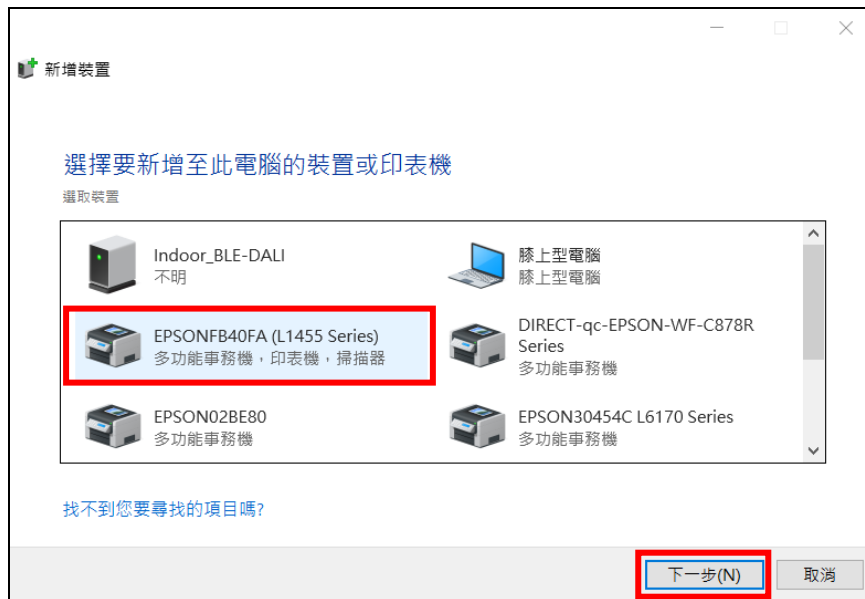 新增裝置
選擇要新增至此電腦的裝置或印表機
選取裝置
Indoor_BLE-DALI
不明
膝上型電腦
膝上型電腦
EPSONFB40FA (L1455 Series)
多功能事務機，印表機，掃描器
DIRECT-qc-EPSON-WF-C878R
Series
多功能事務機
EPSON02BE80
多功能事務機
EPSON30454C L6170 Series
多功能事務機
找不到您要尋找的項目嗎?
下一步(N)
取消